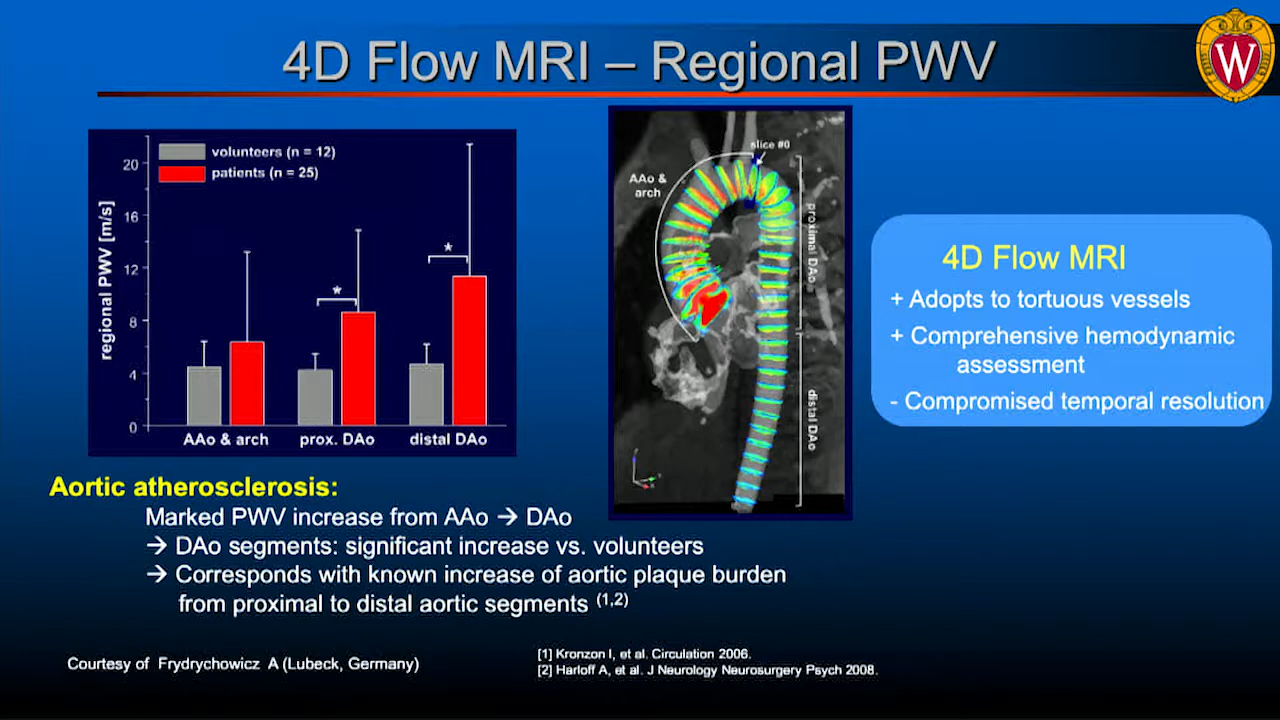 4D Flow MRI – Regional PWV
W
volunteers (n = 12)
patients (n = 25)
regional PWV [m/s]
20
16
12
8
4
0
AAo & arch
prox. DAo
distal DAo
*
*
slice #0
AAo &
arch
proximal DAo
distal DAo
4D Flow MRI
+ Adopts to tortuous vessels
+ Comprehensive hemodynamic
assessment
- Compromised temporal resolution
Aortic atherosclerosis:
Marked PWV increase from AAo → DAo
→ DAo segments: significant increase vs. volunteers
→ Corresponds with known increase of aortic plaque burden
from proximal to distal aortic segments (1,2)
Courtesy of Frydrychowicz A (Lubeck, Germany)
[1] Kronzon I, et al. Circulation 2006.
[2] Harloff A, et al. J Neurology Neurosurgery Psych 2008.